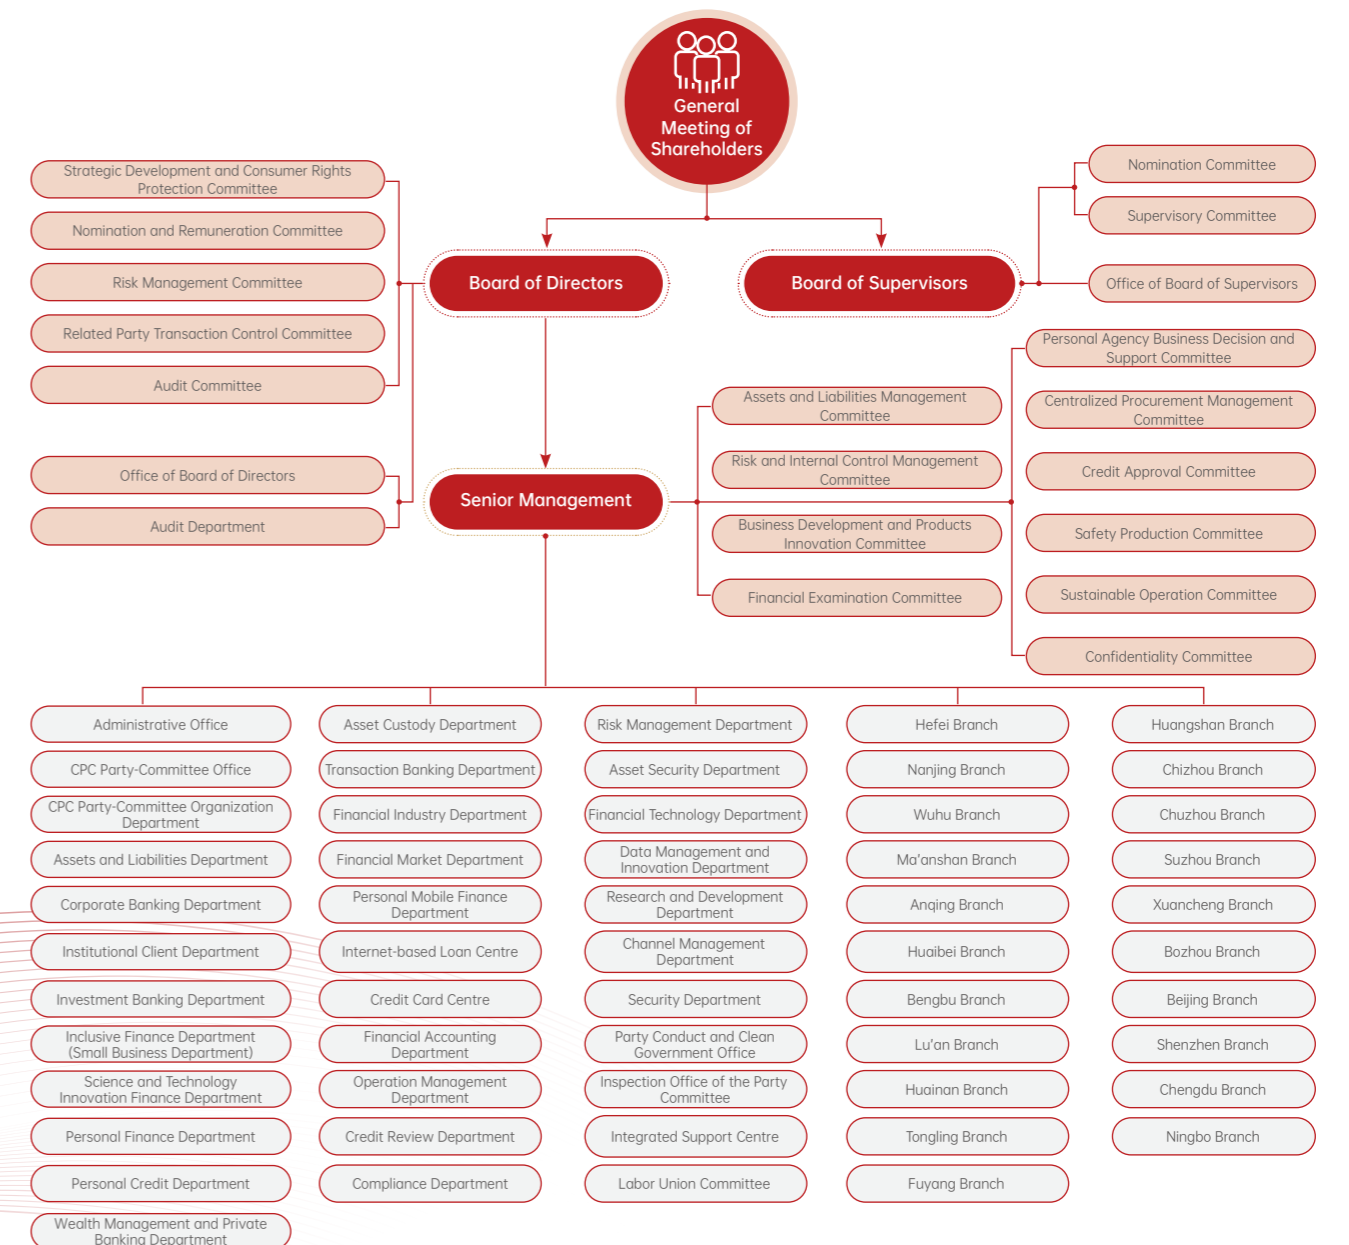 General
Meeting of
Shareholders
Strategic Development and Consumer Rights
Protection Committee
Nomination and Remuneration Committee
Risk Management Committee
Related Party Transaction Control Committee
Audit Committee
Office of Board of Directors
Audit Department
Board of Directors
Board of Supervisors
Nomination Committee
Supervisory Committee
Office of Board of Supervisors
Senior Management
Assets and Liabilities Management
Committee
Risk and Internal Control Management
Committee
Business Development and Products
Innovation Committee
Financial Examination Committee
Personal Agency Business Decision and
Support Committee
Centralized Procurement Management
Committee
Credit Approval Committee
Safety Production Committee
Sustainable Operation Committee
Confidentiality Committee
Administrative Office
CPC Party-Committee Office
CPC Party-Committee Organization
Department
Assets and Liabilities Department
Corporate Banking Department
Institutional Client Department
Investment Banking Department
Inclusive Finance Department
(Small Business Department)
Science and Technology
Innovation Finance Department
Personal Finance Department
Personal Credit Department
Wealth Management and Private
Banking Department
Asset Custody Department
Transaction Banking Department
Financial Industry Department
Financial Market Department
Personal Mobile Finance
Department
Internet-based Loan Centre
Credit Card Centre
Financial Accounting
Department
Operation Management
Department
Credit Review Department
Compliance Department
Risk Management Department
Asset Security Department
Financial Technology Department
Data Management and
Innovation Department
Research and Development
Department
Channel Management
Department
Security Department
Party Conduct and Clean
Government Office
Inspection Office of the Party
Committee
Integrated Support Centre
Labor Union Committee
Hefei Branch
Nanjing Branch
Wuhu Branch
Ma'anshan Branch
Anqing Branch
Huaibei Branch
Bengbu Branch
Lu'an Branch
Huainan Branch
Tongling Branch
Fuyang Branch
Huangshan Branch
Chizhou Branch
Chuzhou Branch
Suzhou Branch
Xuancheng Branch
Bozhou Branch
Beijing Branch
Shenzhen Branch
Chengdu Branch
Ningbo Branch